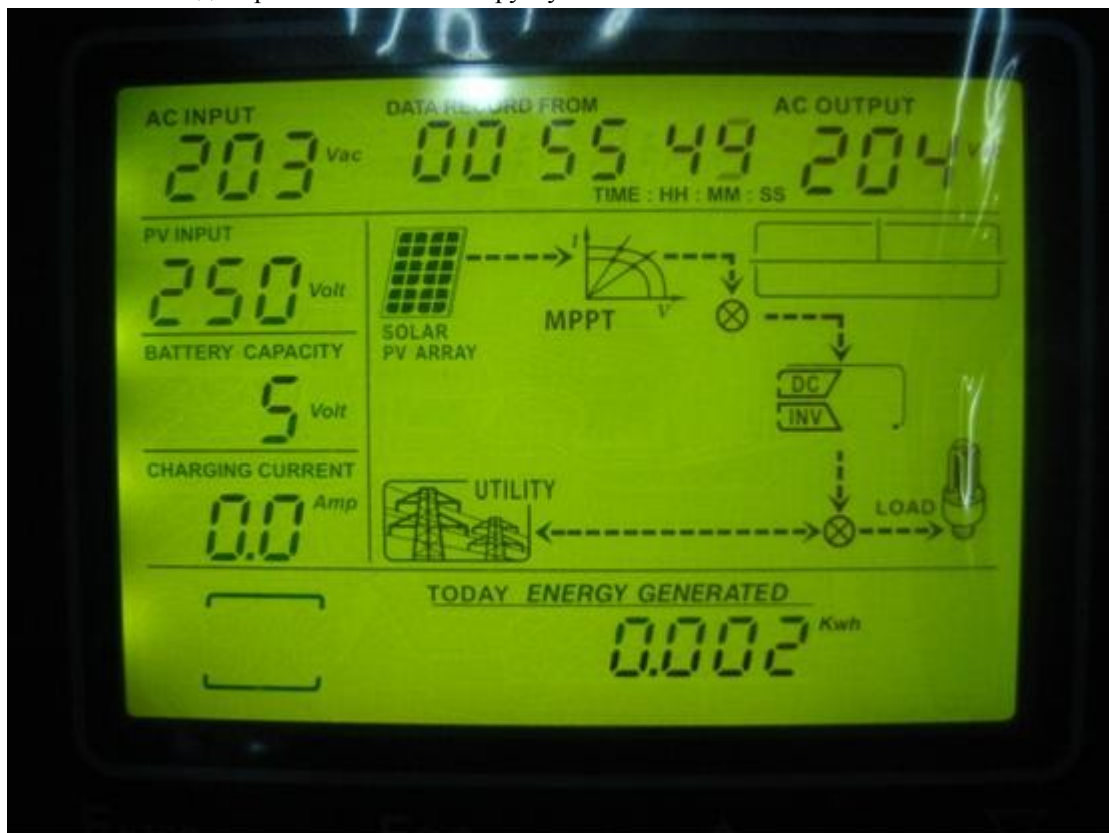 AC INPUT DATA RECORD FROM AC OUTPUT
203 Vac 00 55 49 204
TIME : HH : MM : SS
PV INPUT
250 Volt
I
MPPT V
SOLAR
PV ARRAY
BATTERY CAPACITY
5 Volt
DC
INV
CHARGING CURRENT
0.0 Amp
UTILITY
LOAD
TODAY ENERGY GENERATED
0.002 Kwh